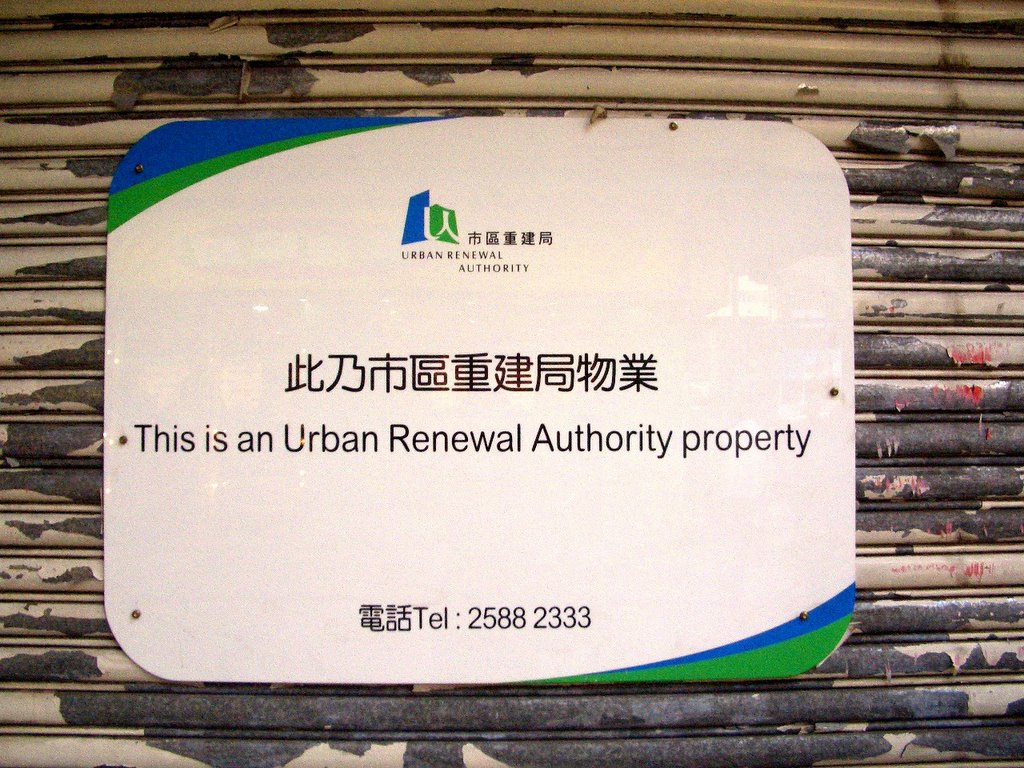 市區重建局
URBAN RENEWAL
AUTHORITY
此乃市區重建局物業
This is an Urban Renewal Authority property
電話Tel : 2588 2333